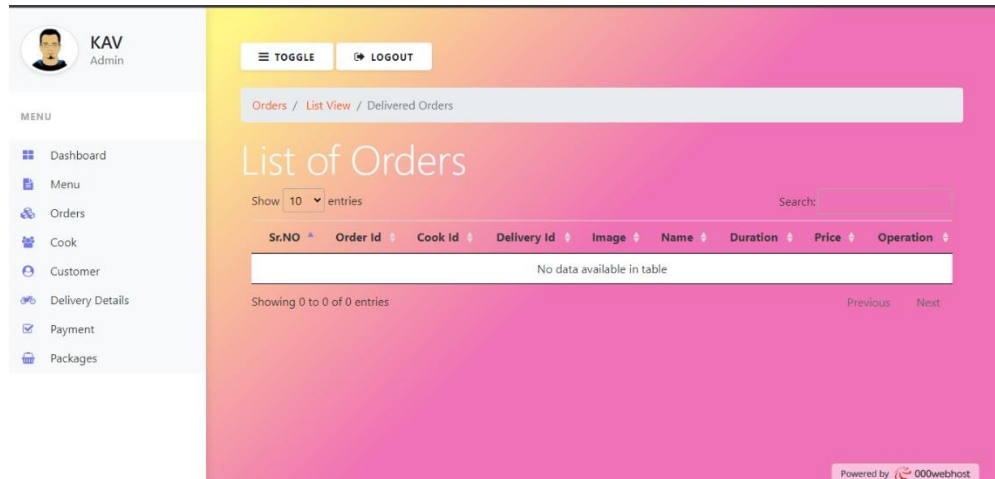 KAV
Admin
MENU
Dashboard
Menu
Orders
Cook
Customer
Delivery Details
Payment
Packages
TOGGLE
LOGOUT
Orders / List View / Delivered Orders
List of Orders
Show 10 entries
Search:
Sr.NO Order Id Cook Id Delivery Id Image Name Duration Price Operation
No data available in table
Showing 0 to 0 of 0 entries
Previous Next
Powered by 000webhost